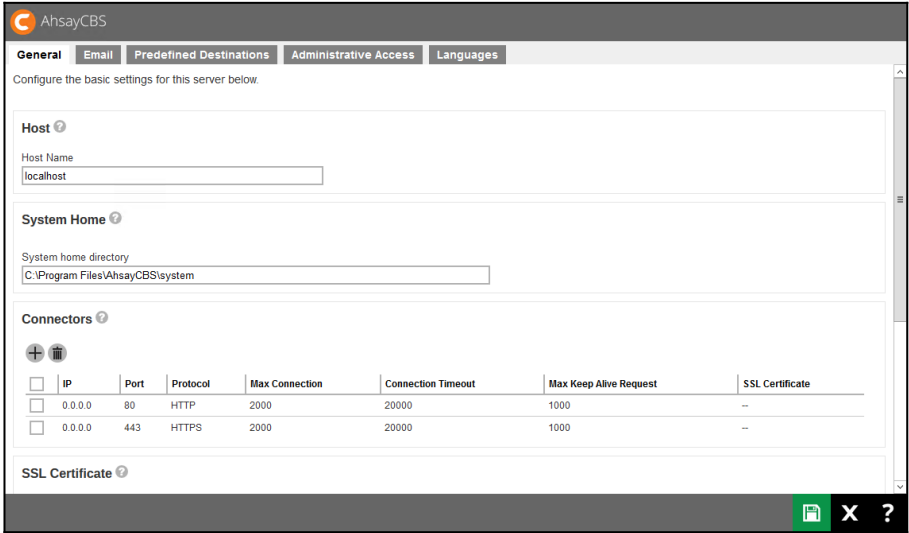 AhsayCBS
General Email Predefined Destinations Administrative Access Languages
Configure the basic settings for this server below.
Host ?
Host Name
localhost
System Home ?
System home directory
C:\Program Files\AhsayCBS\system
Connectors ?
IP Port Protocol Max Connection Connection Timeout Max Keep Alive Request SSL Certificate
0.0.0.0 80 HTTP 2000 20000 1000 --
0.0.0.0 443 HTTPS 2000 20000 1000 --
SSL Certificate ?
X ?